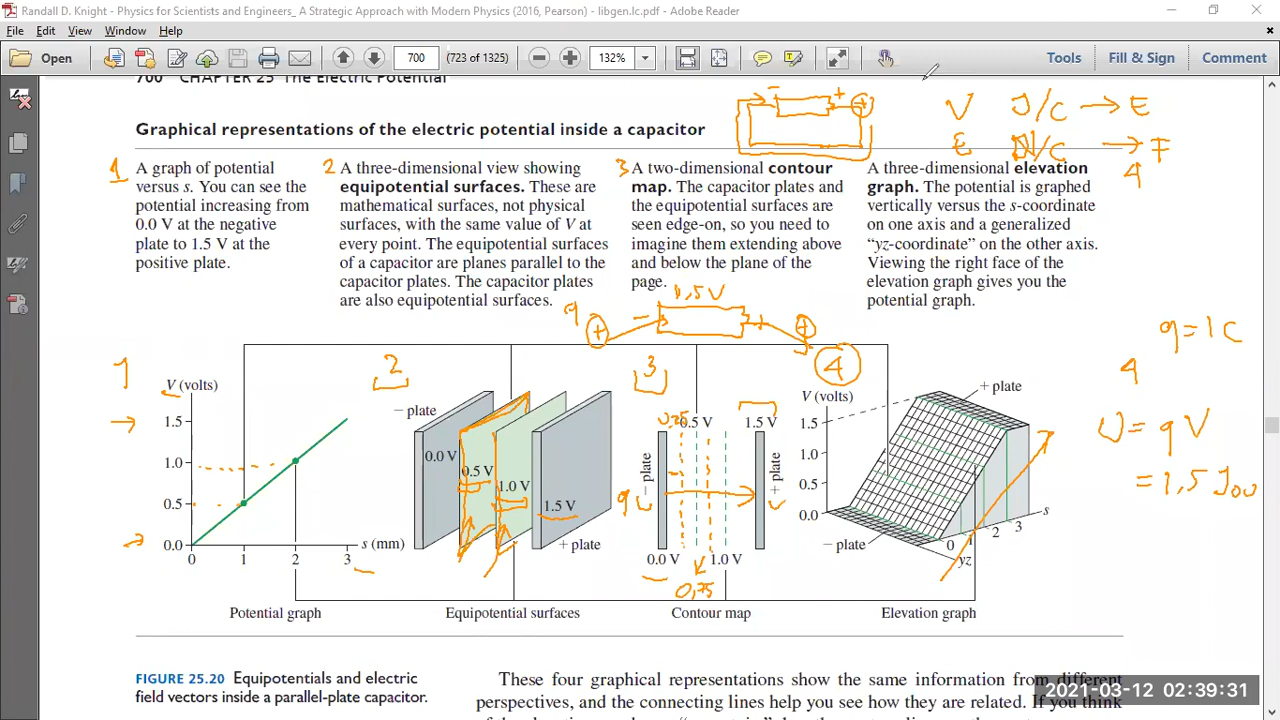 Randall D. Knight - Physics for Scientists and Engineers_ A Strategic Approach with Modern Physics (2016, Pearson) - libgen.lc.pdf - Adobe Reader
File Edit View Window Help
Open 700 (723 of 1325) 132% Tools Fill & Sign Comment
700 CHAPTER 25 The Electric Potential
- + +
V J/C → E
E N/C → F
4
Graphical representations of the electric potential inside a capacitor
1
A graph of potential
versus s. You can see the
potential increasing from
0.0 V at the negative
plate to 1.5 V at the
positive plate.
2
A three-dimensional view showing
equipotential surfaces. These are
mathematical surfaces, not physical
surfaces, with the same value of V at
every point. The equipotential surfaces
of a capacitor are planes parallel to the
capacitor plates. The capacitor plates
are also equipotential surfaces.
3
A two-dimensional contour
map. The capacitor plates and
the equipotential surfaces are
seen edge-on, so you need to
imagine them extending above
and below the plane of the
page.
A three-dimensional elevation
graph. The potential is graphed
vertically versus the s-coordinate
on one axis and a generalized
“yz-coordinate” on the other axis.
Viewing the right face of the
elevation graph gives you the
potential graph.
1,5 V
q + - + +
q = 1 C
1
V (volts)
1.5
1.0
0.5
0.0
0 1 2 3
s (mm)
Potential graph
2
− plate
0.0 V
0.5 V
1.0 V
1.5 V
+ plate
Equipotential surfaces
3
0,25
0.5 V 1.5 V
− plate
+ plate
q
0.0 V 1.0 V
0,75
Contour map
4
V (volts)
1.5
1.0
0.5
0.0
+ plate
− plate
0 1 2 3
s
yz
Elevation graph
4
U = q V
= 1,5 Jou
FIGURE 25.20 Equipotentials and electric
field vectors inside a parallel-plate capacitor.
These four graphical representations show the same information from different
perspectives, and the connecting lines help you see how they are related. If you think
2021-03-12 02:39:31